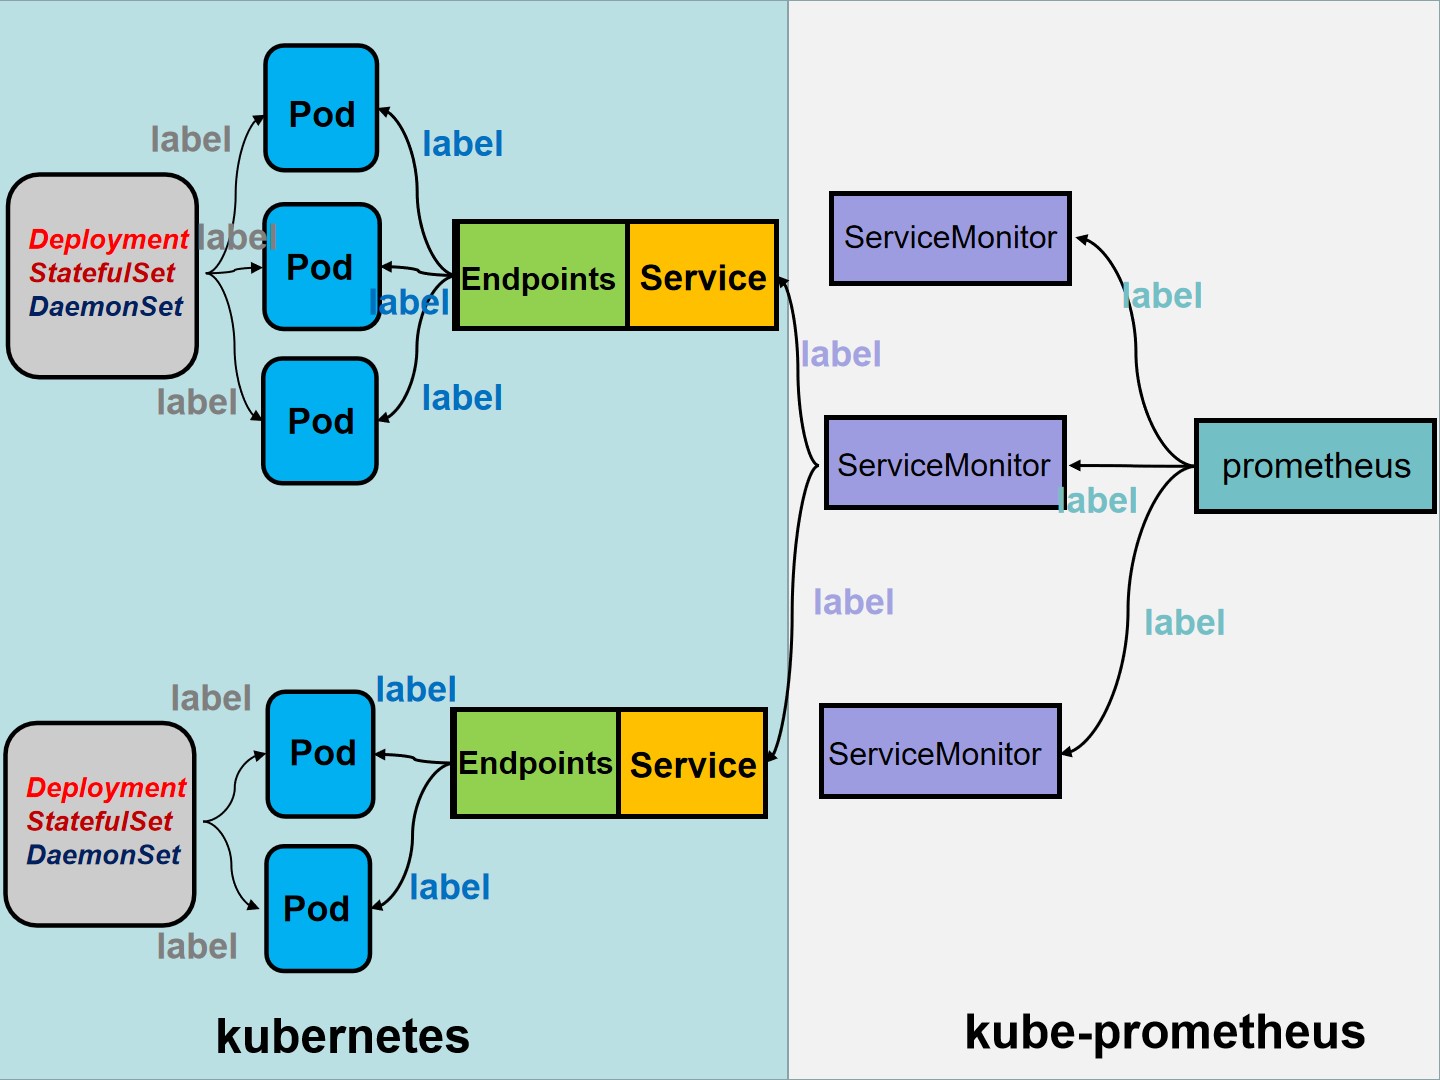 Pod
label
label
Deployment
StatefulSet
DaemonSet
label
Pod
label
Endpoints
Service
label
Pod
label
ServiceMonitor
label
label
ServiceMonitor
label
prometheus
label
label
ServiceMonitor
label
Pod
label
Deployment
StatefulSet
DaemonSet
Endpoints
Service
Pod
label
label
kubernetes
kube-prometheus